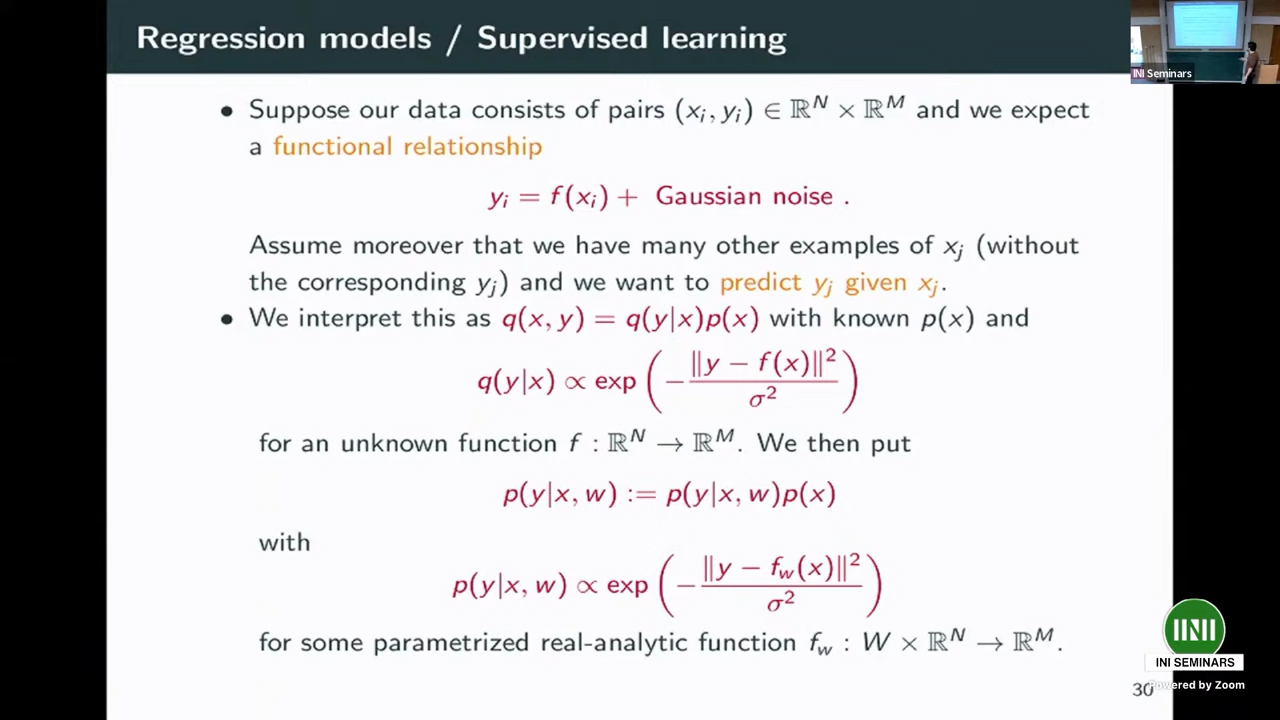 Regression models / Supervised learning
INI Seminars
• Suppose our data consists of pairs (xᵢ, yᵢ) ∈ ℝᴺ × ℝᴹ and we expect
a functional relationship
yᵢ = f(xᵢ) + Gaussian noise .
Assume moreover that we have many other examples of xⱼ (without
the corresponding yⱼ) and we want to predict yⱼ given xⱼ.
• We interpret this as q(x, y) = q(y|x)p(x) with known p(x) and
q(y|x) ∝ exp (−‖y − f(x)‖² / σ²)
for an unknown function f : ℝᴺ → ℝᴹ. We then put
p(y|x, w) := p(y|x, w)p(x)
with
p(y|x, w) ∝ exp (−‖y − f_w(x)‖² / σ²)
for some parametrized real-analytic function f_w : W × ℝᴺ → ℝᴹ.
INI
INI SEMINARS
Powered by Zoom
30